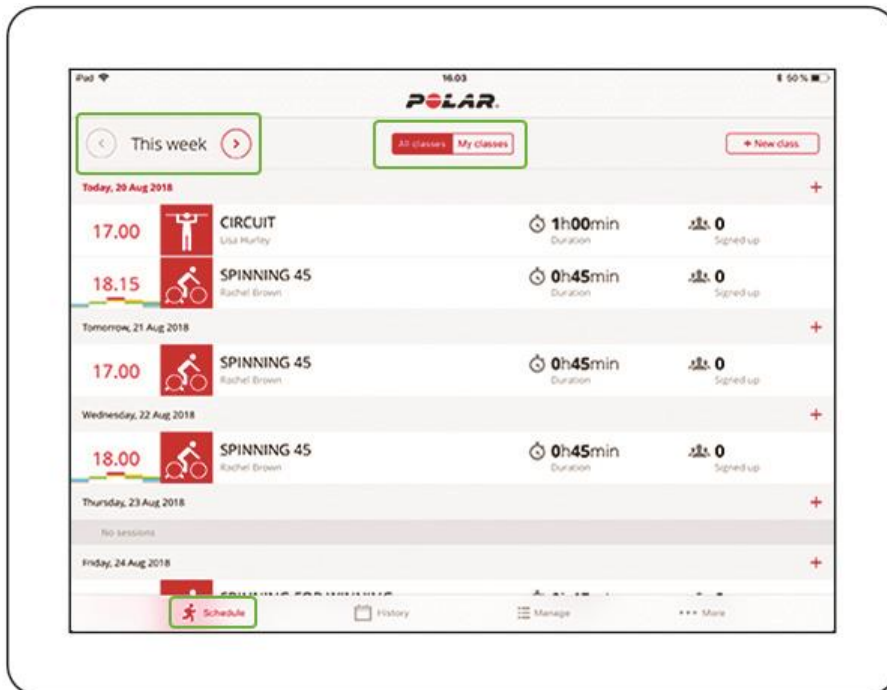 iPad 16.03 50%
POLAR.
This week All classes My classes + New class
Today, 20 Aug 2018 +
17.00 CIRCUIT 1h00min 0
Lisa Hurley Duration Signed up
18.15 SPINNING 45 0h45min 0
Rachel Brown Duration Signed up
Tomorrow, 21 Aug 2018 +
17.00 SPINNING 45 0h45min 0
Rachel Brown Duration Signed up
Wednesday, 22 Aug 2018 +
18.00 SPINNING 45 0h45min 0
Rachel Brown Duration Signed up
Thursday, 23 Aug 2018 +
No sessions
Friday, 24 Aug 2018 +
SPINNING FOR WINNING
Schedule History Manage More